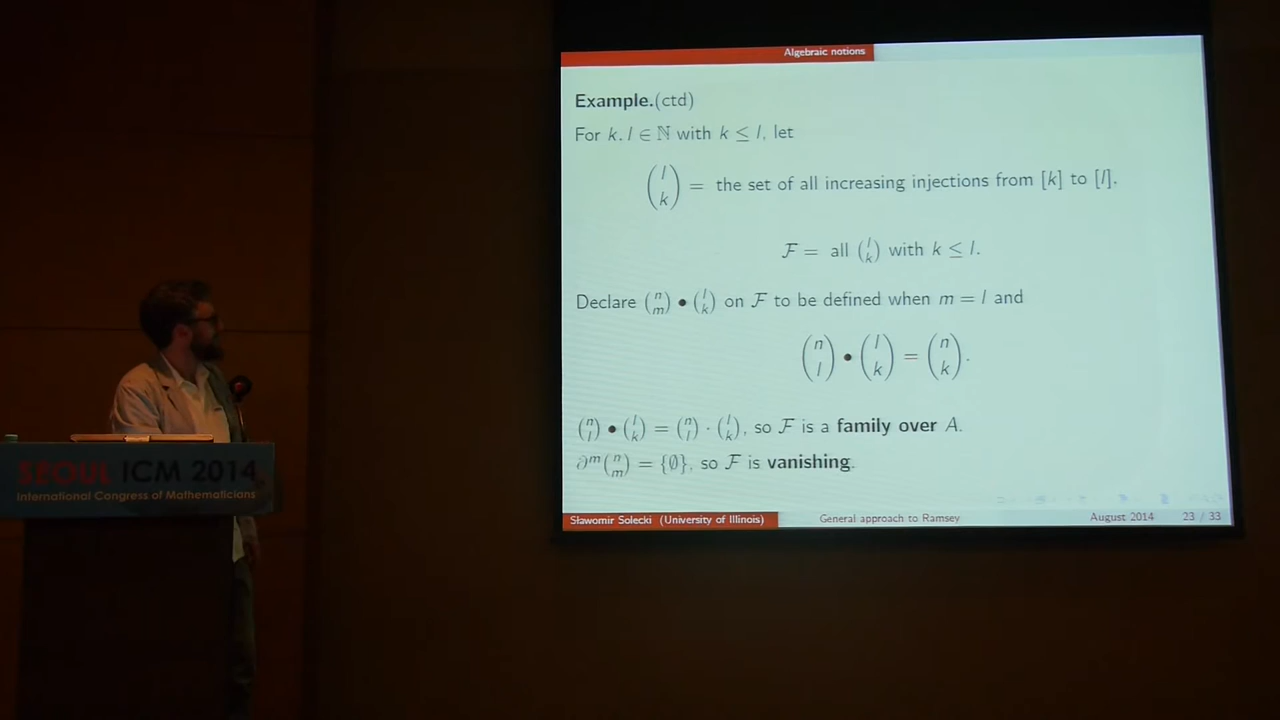 Algebraic notions
Example.(ctd)
For k, l ∈ ℕ with k ≤ l, let
(l k) = the set of all increasing injections from [k] to [l].
ℱ = all (l k) with k ≤ l.
Declare (n m) • (l k) on ℱ to be defined when m = l and
(n l) • (l k) = (n k).
(n l) • (l k) = (n l) · (l k), so ℱ is a family over A.
∂^m (n m) = {∅}, so ℱ is vanishing.
Sławomir Solecki (University of Illinois) General approach to Ramsey August 2014 23 / 33
SEOUL ICM 2014
International Congress of Mathematicians